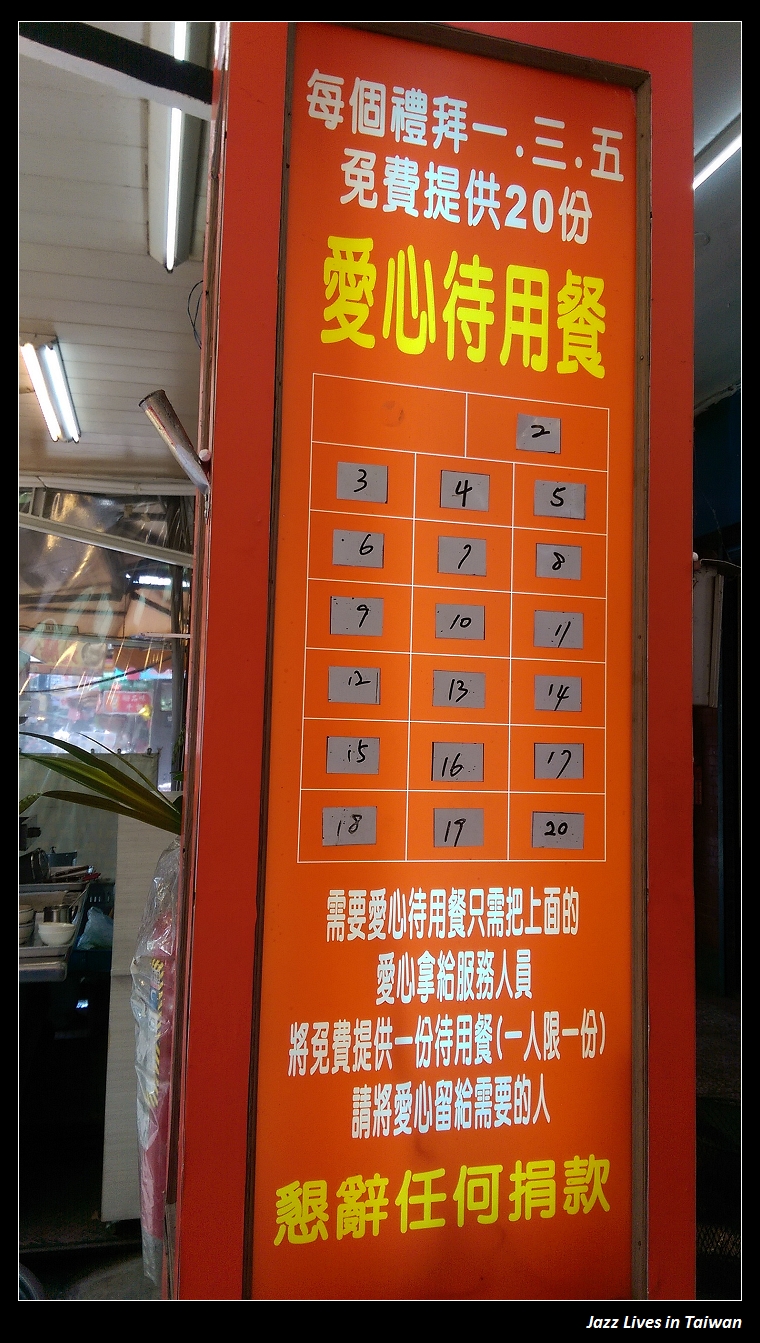 每個禮拜一.三.五
免費提供20份
愛心待用餐
2
3 4 5
6 7 8
9 10 11
12 13 14
15 16 17
18 19 20
需要愛心待用餐只需把上面的
愛心拿給服務人員
將免費提供一份待用餐(一人限一份)
請將愛心留給需要的人
懇辭任何捐款
Jazz Lives in Taiwan